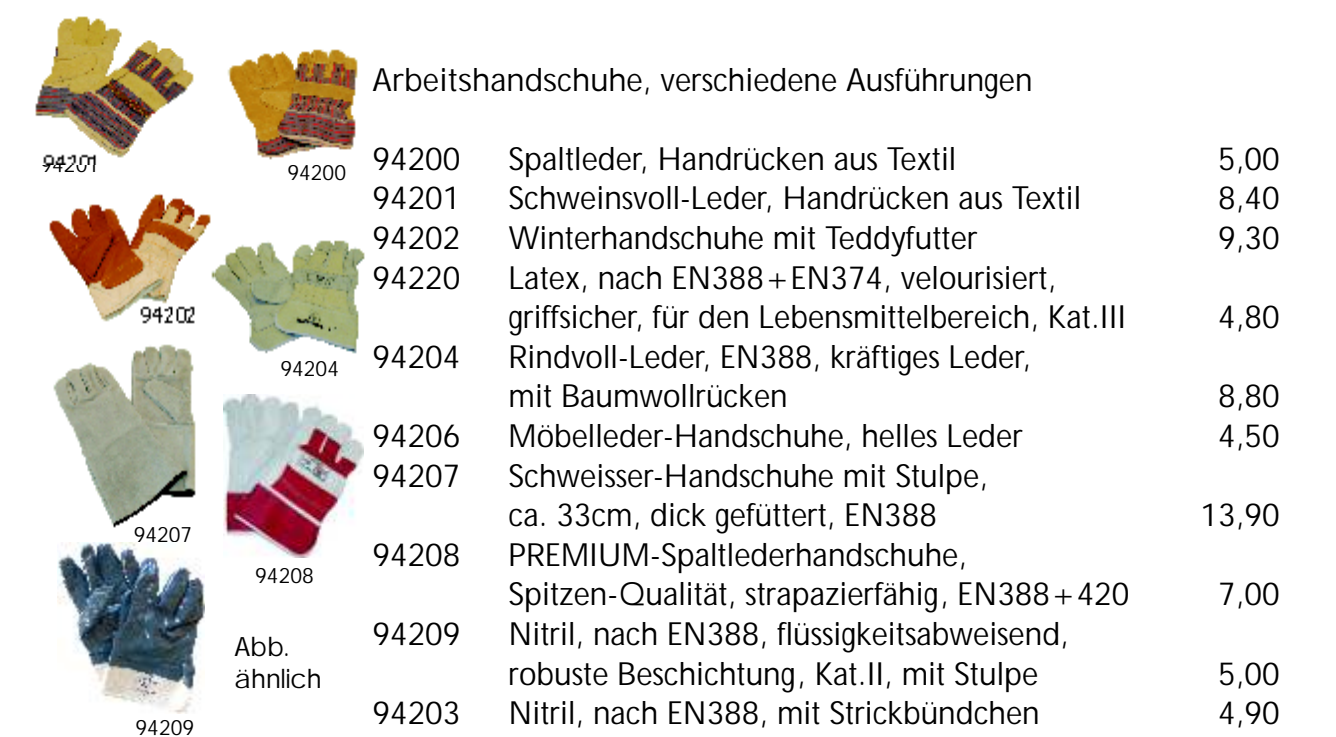 Arbeitshandschuhe, verschiedene Ausführungen
94200 Spaltleder, Handrücken aus Textil 5,00
94201 Schweinsvoll-Leder, Handrücken aus Textil 8,40
94202 Winterhandschuhe mit Teddyfutter 9,30
94220 Latex, nach EN388+EN374, velourisiert,
griffsicher, für den Lebensmittelbereich, Kat.III 4,80
94204 Rindvoll-Leder, EN388, kräftiges Leder,
mit Baumwollrücken 8,80
94206 Möbelleder-Handschuhe, helles Leder 4,50
94207 Schweisser-Handschuhe mit Stulpe,
ca. 33cm, dick gefüttert, EN388 13,90
94208 PREMIUM-Spaltlederhandschuhe,
Spitzen-Qualität, strapazierfähig, EN388+420 7,00
94209 Nitril, nach EN388, flüssigkeitsabweisend,
robuste Beschichtung, Kat.II, mit Stulpe 5,00
94203 Nitril, nach EN388, mit Strickbündchen 4,90
94201
94200
94202
94204
94207
94208
94209
Abb.
ähnlich